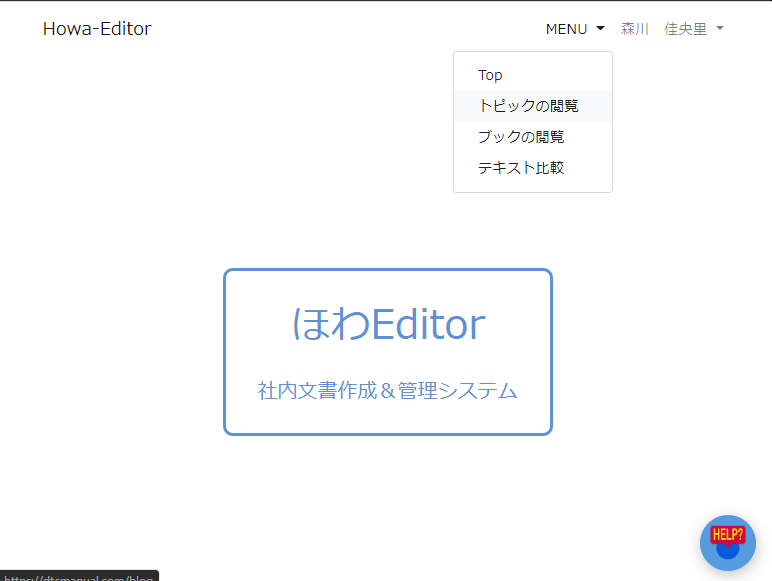 Howa-Editor
MENU
森川 佳央里
Top
トピックの閲覧
ブックの閲覧
テキスト比較
ほわEditor
社内文書作成＆管理システム
HELP?
https://dtcmanual.com/blog